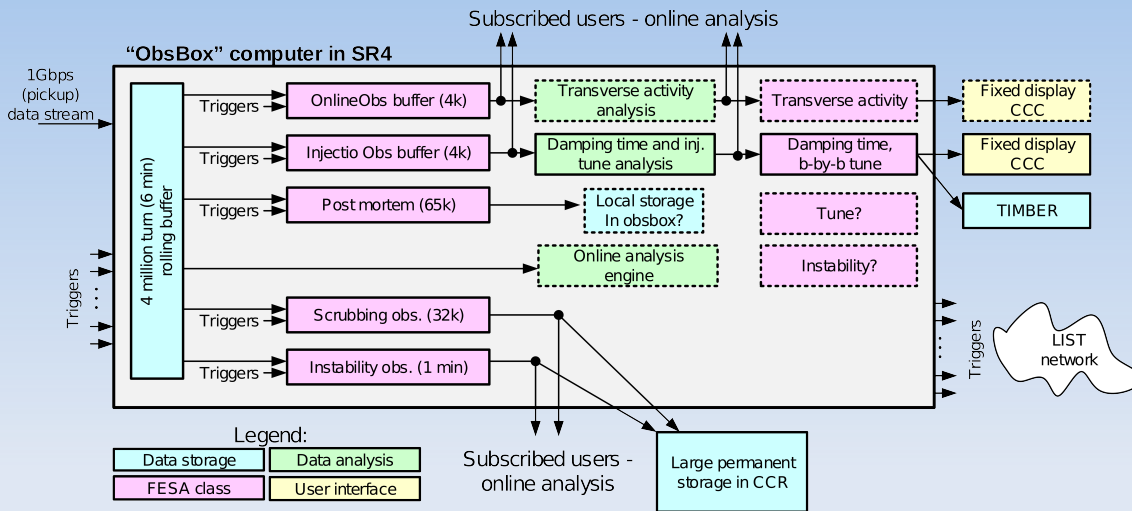 Subscribed users - online analysis
“ObsBox” computer in SR4
1Gbps
(pickup)
data stream
4 million turn (6 min)
rolling buffer
Triggers
OnlineObs buffer (4k)
Transverse activity
analysis
Transverse activity
Fixed display
CCC
Triggers
Injectio Obs buffer (4k)
Damping time and inj.
tune analysis
Damping time,
b-by-b tune
Fixed display
CCC
Triggers
Post mortem (65k)
Local storage
In obsbox?
Tune?
TIMBER
Online analysis
engine
Instability?
Triggers
Triggers
Scrubbing obs. (32k)
Triggers
Instability obs. (1 min)
Triggers
LIST
network
Legend:
Data storage
Data analysis
FESA class
User interface
Subscribed users -
online analysis
Large permanent
storage in CCR